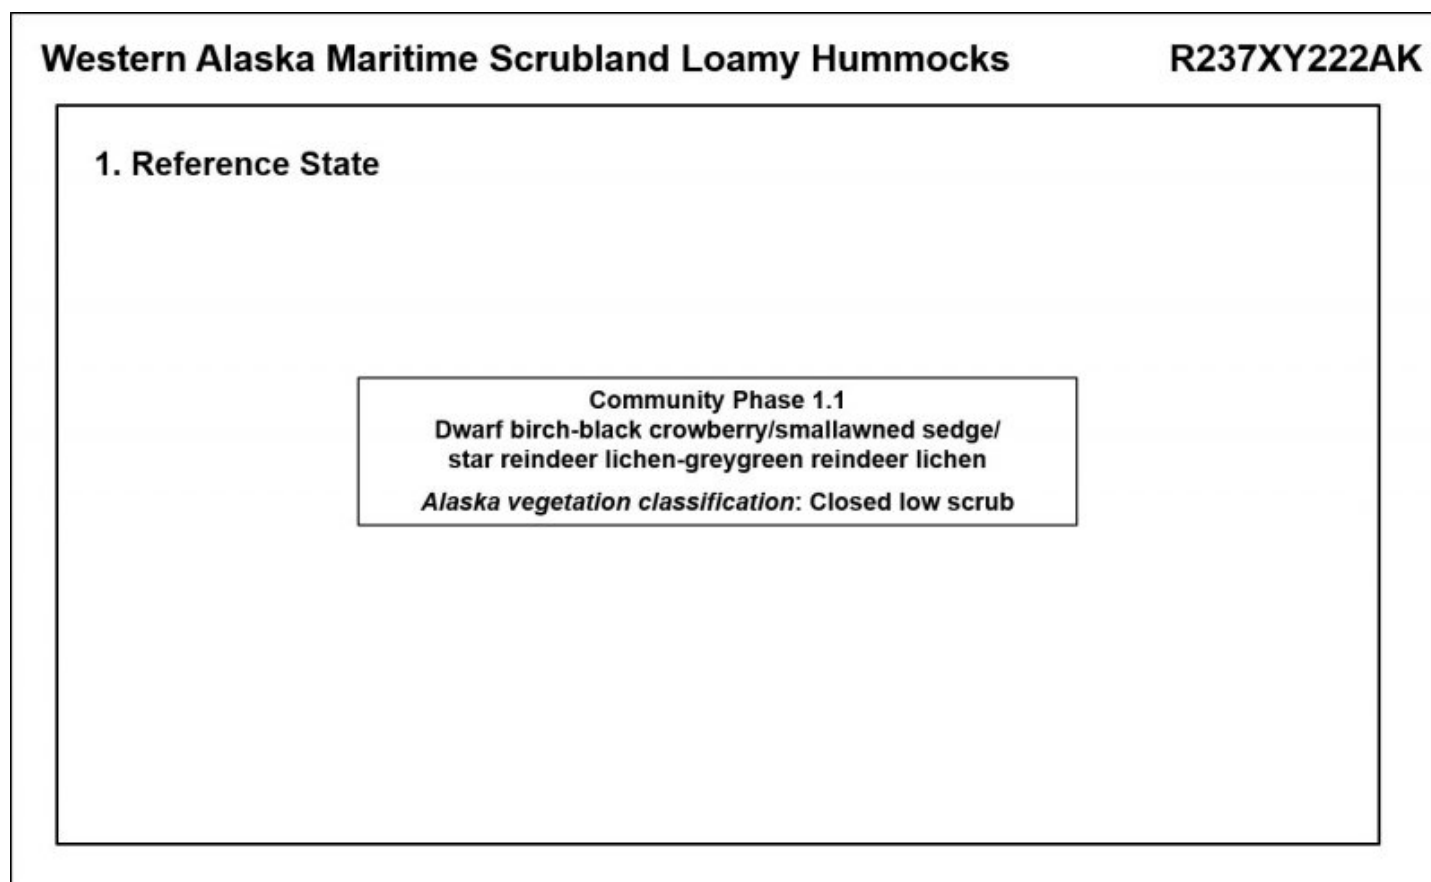 Western Alaska Maritime Scrubland Loamy Hummocks R237XY222AK
1. Reference State
Community Phase 1.1
Dwarf birch-black crowberry/smallawned sedge/
star reindeer lichen-greygreen reindeer lichen
Alaska vegetation classification: Closed low scrub